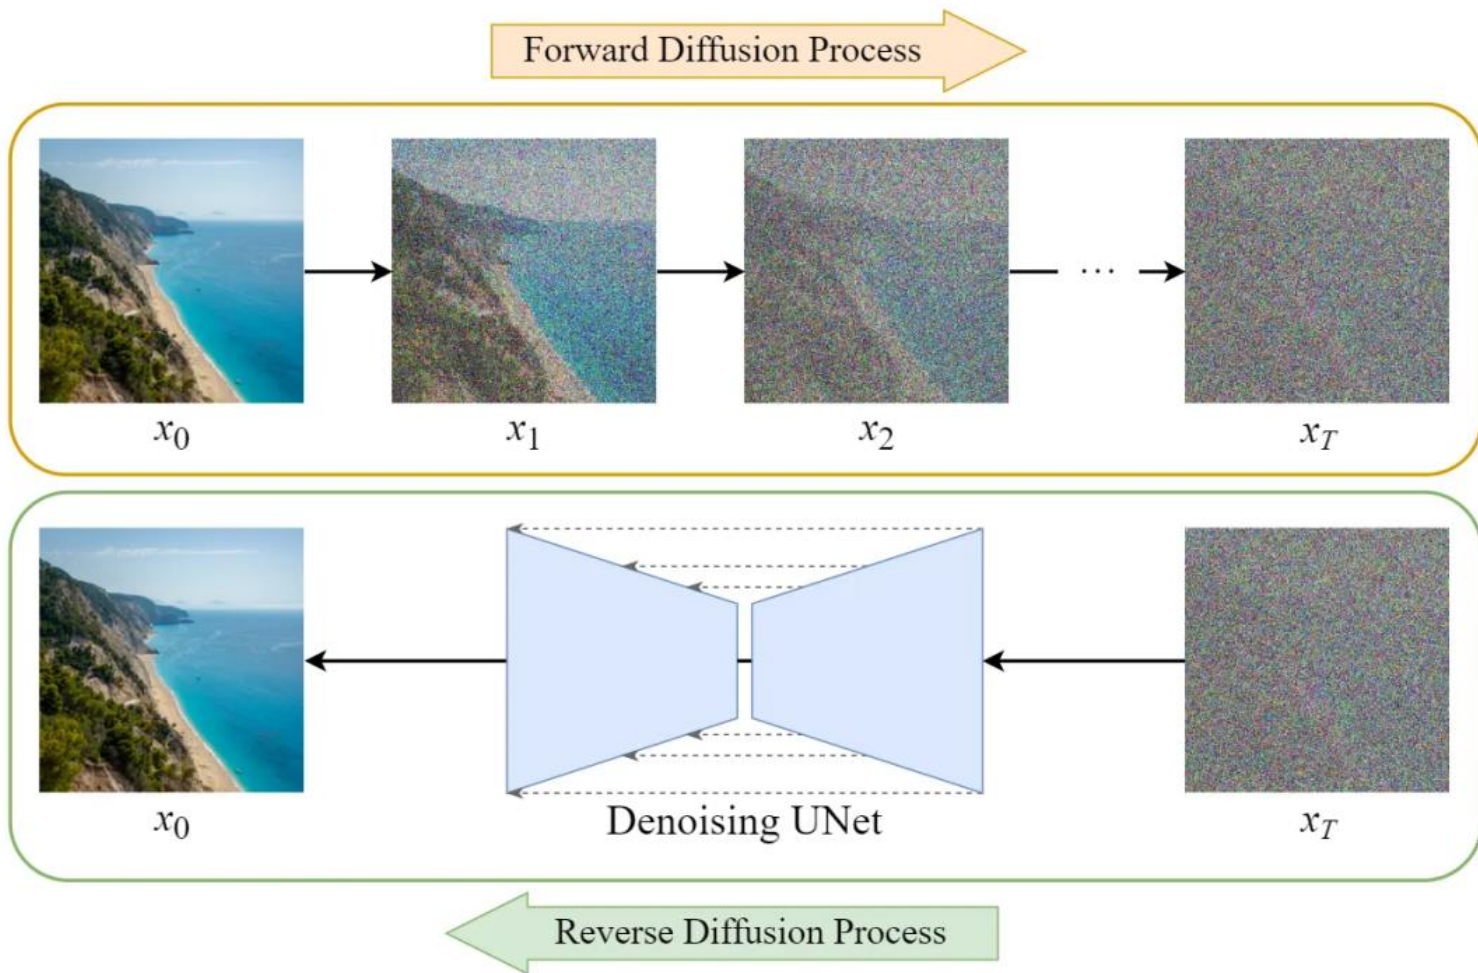 Forward Diffusion Process
x0 x1 x2 ... xT
x0 Denoising UNet xT
Reverse Diffusion Process